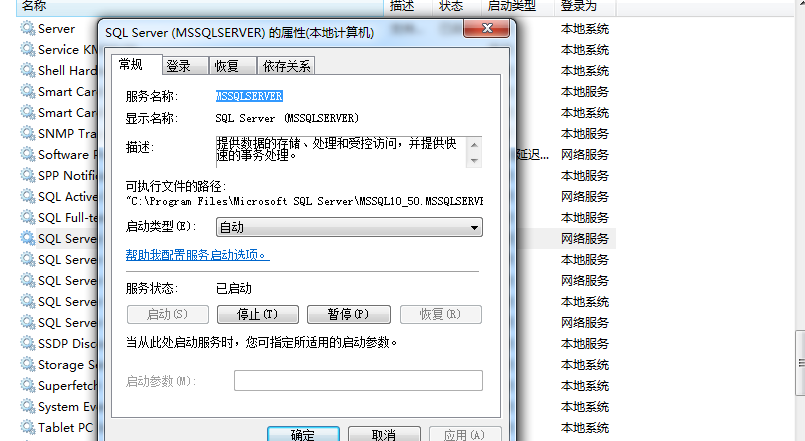 名称 描述 状态 启动类型 登录为
Server 本地系统
SQL Server (MSSQLSERVER) 的属性(本地计算机)
Service KM 本地系统
常规 登录 恢复 依存关系
Shell Hard 本地系统
Smart Car 本地服务
服务名称: MSSQLSERVER
Smart Car 本地系统
显示名称: SQL Server (MSSQLSERVER)
SNMP Tra 本地服务
描述: 提供数据的存储、处理和受控访问，并提供快
速的事务处理。
Software P 延迟... 网络服务
SPP Notifi 本地服务
可执行文件的路径:
"C:\Program Files\Microsoft SQL Server\MSSQL10_50.MSSQLSERVE
SQL Active 网络服务
SQL Full-te 本地服务
启动类型(E): 自动
SQL Serve 网络服务
帮助我配置服务启动选项。
SQL Serve 本地服务
SQL Serve 网络服务
服务状态: 已启动
SQL Serve 本地系统
启动(S) 停止(T) 暂停(P) 恢复(R)
SQL Serve 网络服务
当从此处启动服务时，您可指定所适用的启动参数。
SSDP Disc 本地服务
Storage Se 本地系统
启动参数(M):
Superfetch 本地系统
System Ev 本地系统
Tablet PC 本地系统
确定 取消 应用(A)